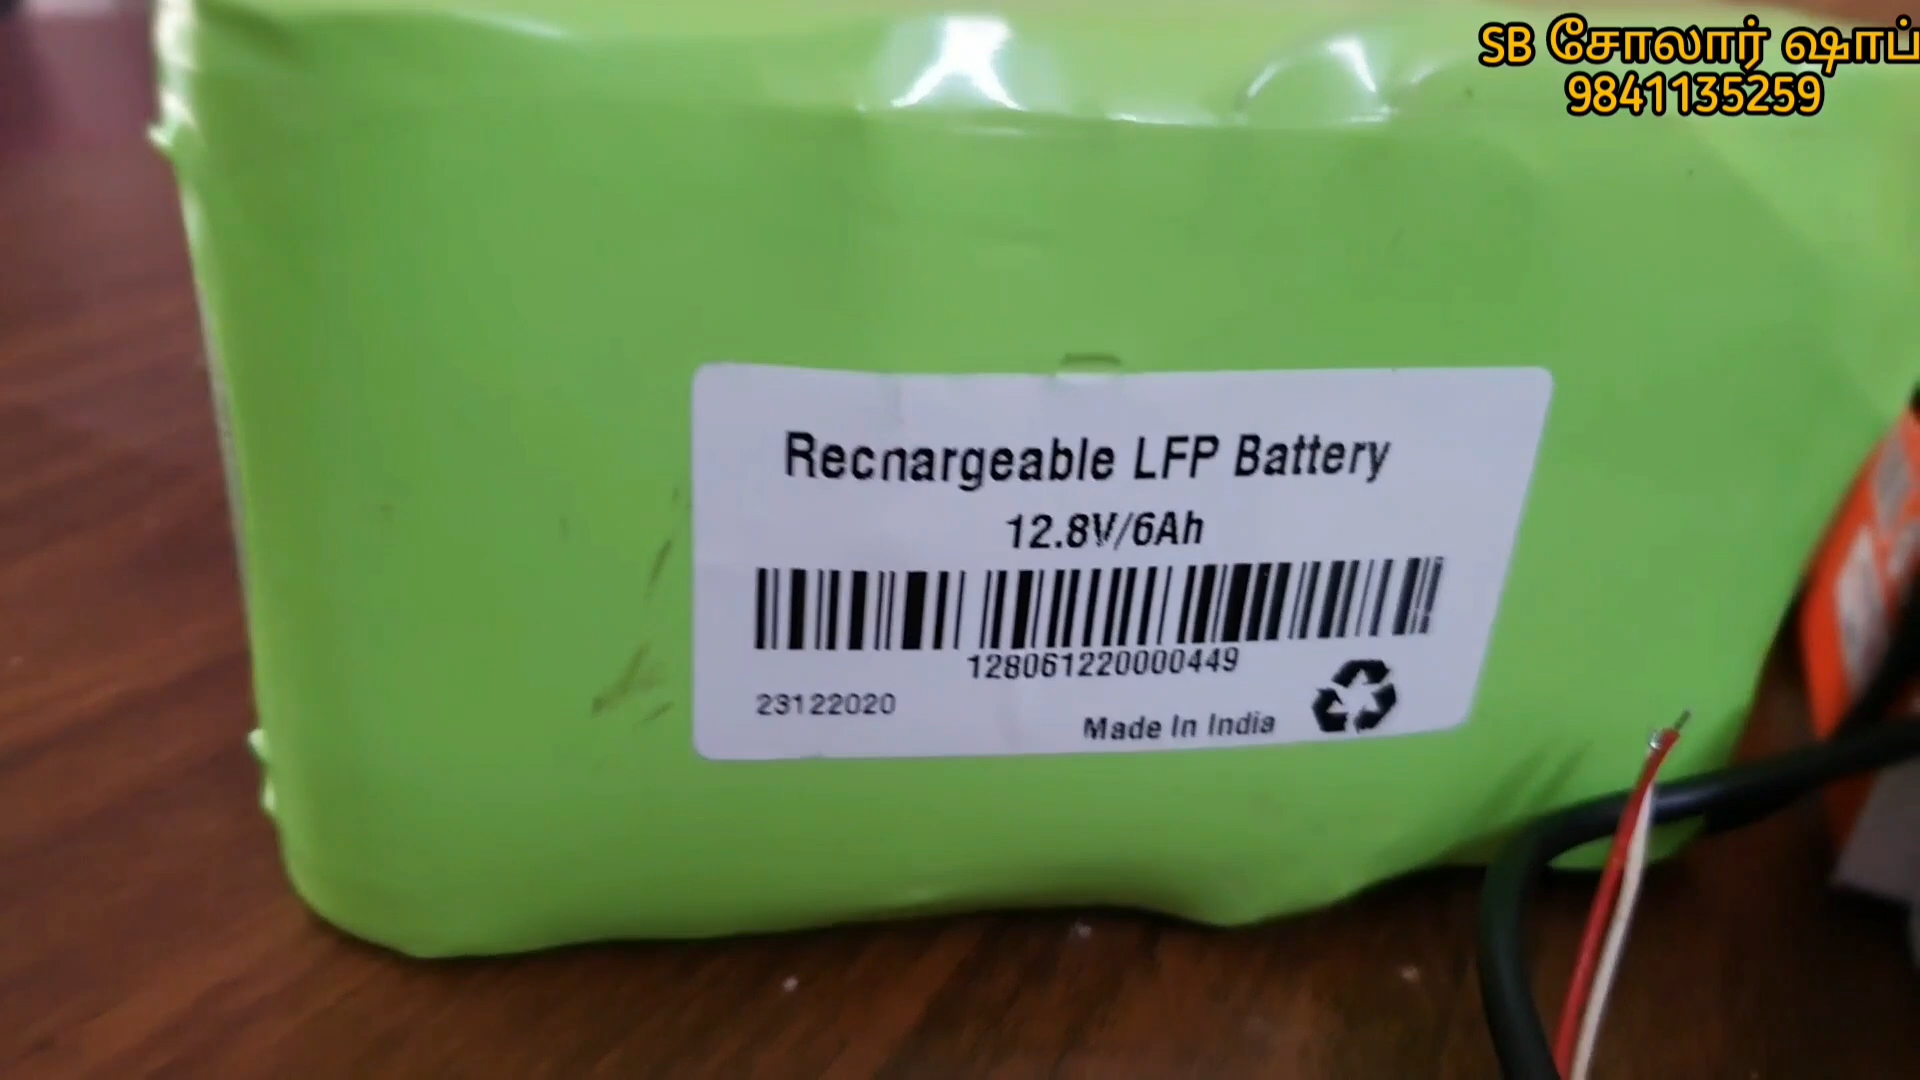 SB சோலார் ஷாப்
9841135259
Recnargeable LFP Battery
12.8V/6Ah
128061220000449
23122020
Made In India